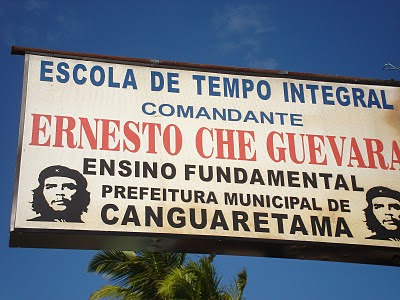 ESCOLA DE TEMPO INTEGRAL
COMANDANTE
ERNESTO CHE GUEVARA
ENSINO FUNDAMENTAL
PREFEITURA MUNICIPAL DE
CANGUARETAMA